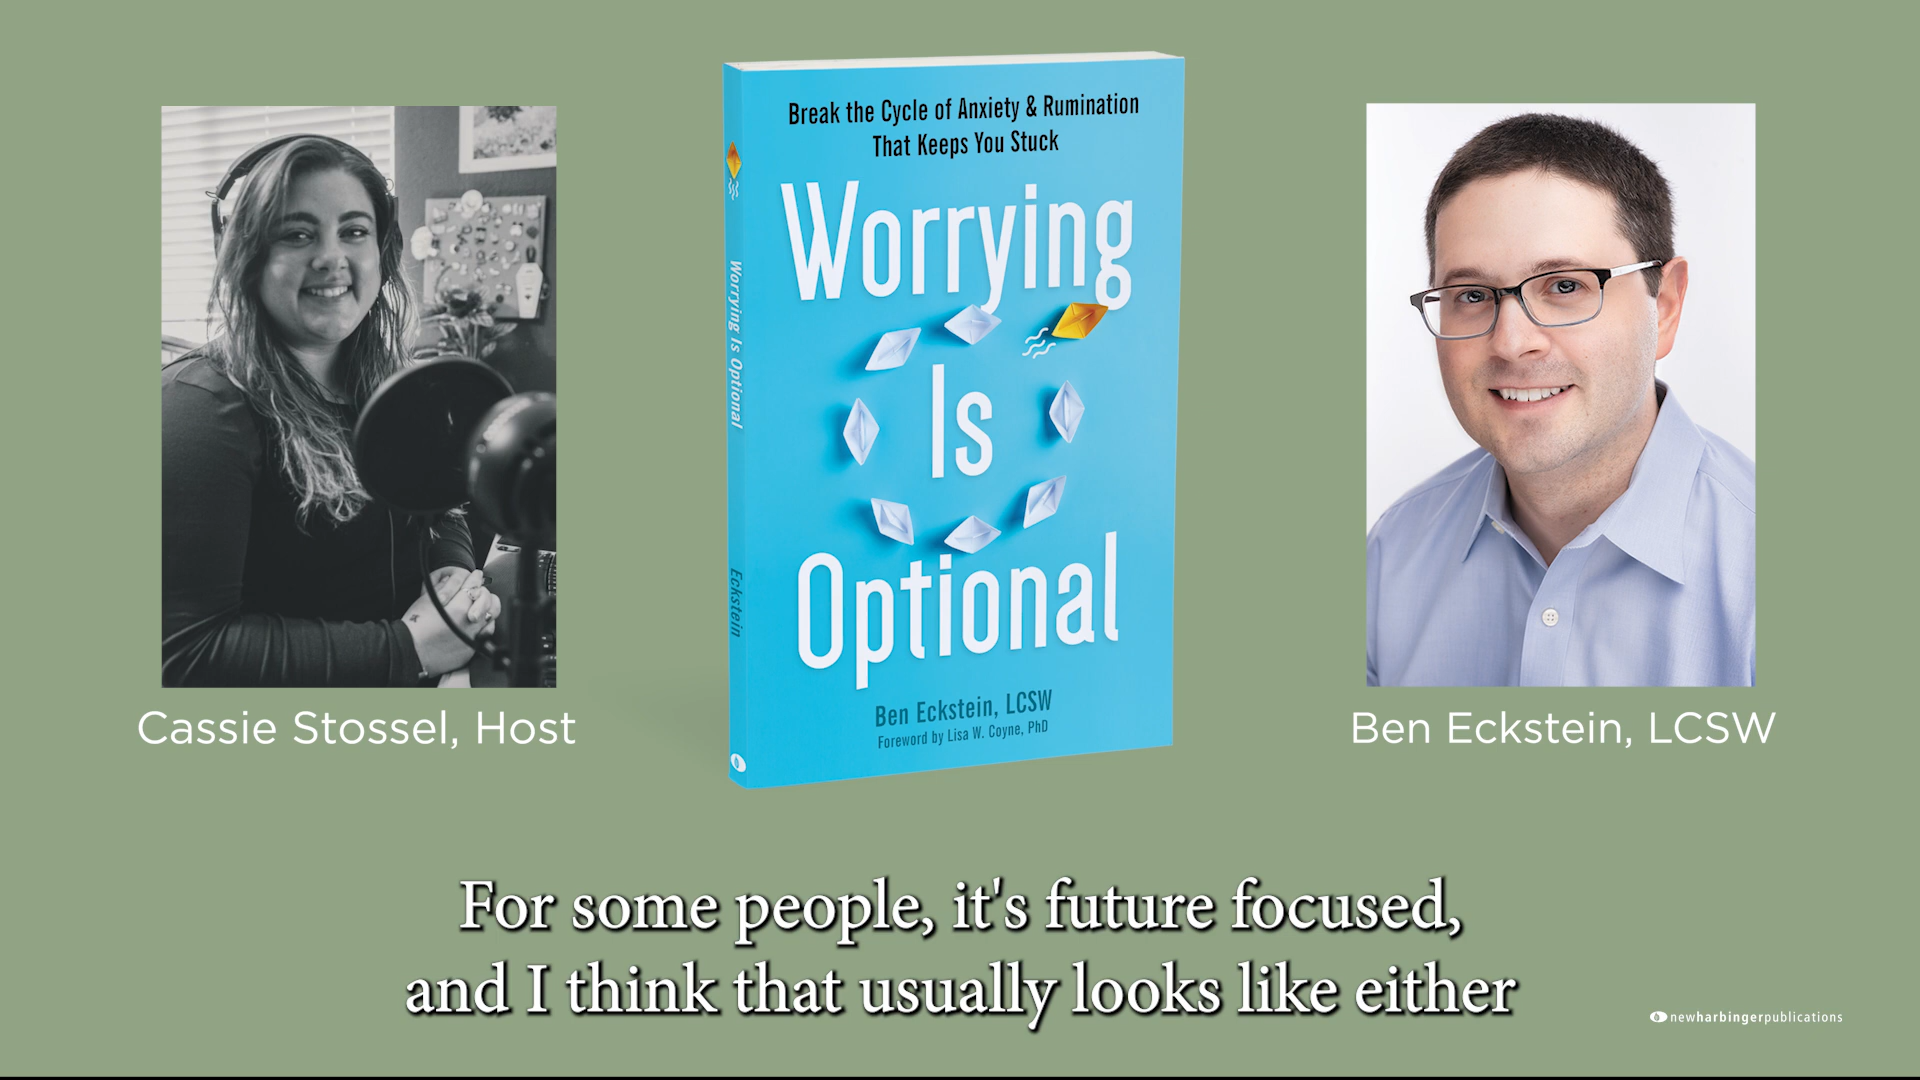 Break the Cycle of Anxiety & Rumination
That Keeps You Stuck
Worrying
Is
Optional
Ben Eckstein, LCSW
Foreword by Lisa W. Coyne, PhD
Worrying Is Optional
Eckstein
Cassie Stossel, Host
Ben Eckstein, LCSW
For some people, it's future focused,
and I think that usually looks like either
newharbingerpublications